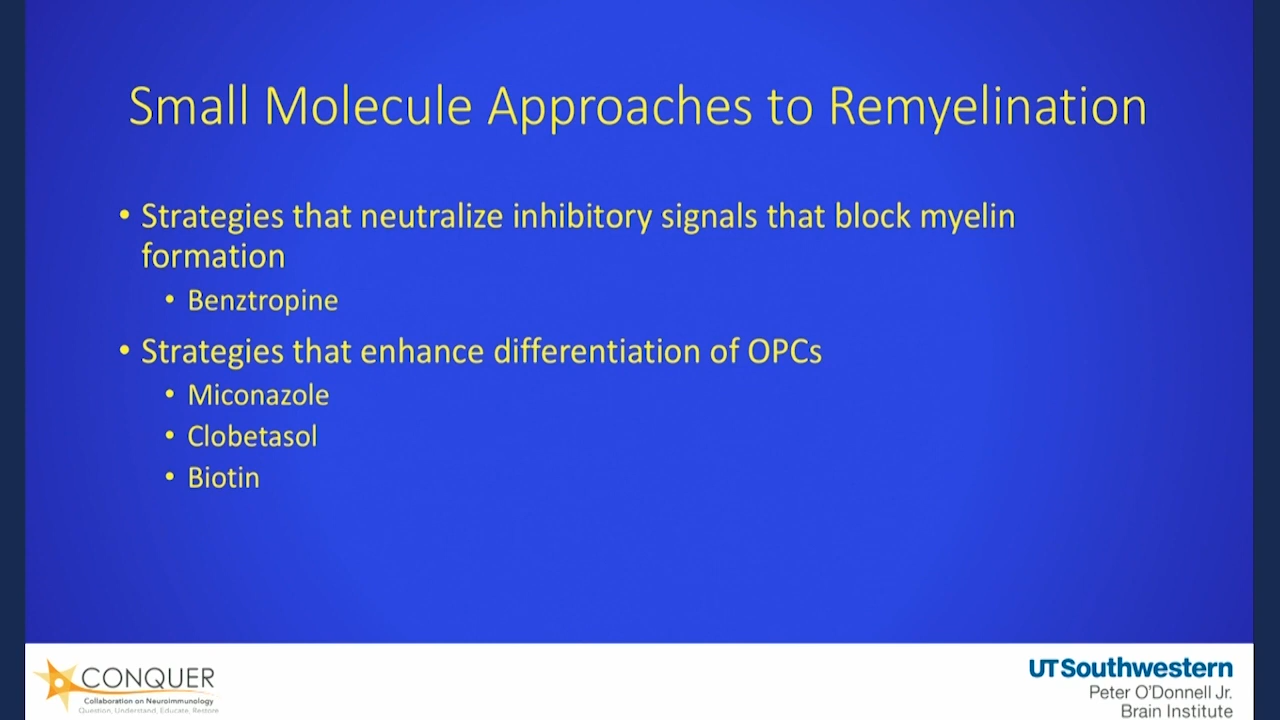 Small Molecule Approaches to Remyelination
• Strategies that neutralize inhibitory signals that block myelin
formation
• Benztropine
• Strategies that enhance differentiation of OPCs
• Miconazole
• Clobetasol
• Biotin
CONQUER
Collaboration on Neuroimmunology
Question, Understand, Educate, Restore
UT Southwestern
Peter O'Donnell Jr.
Brain Institute